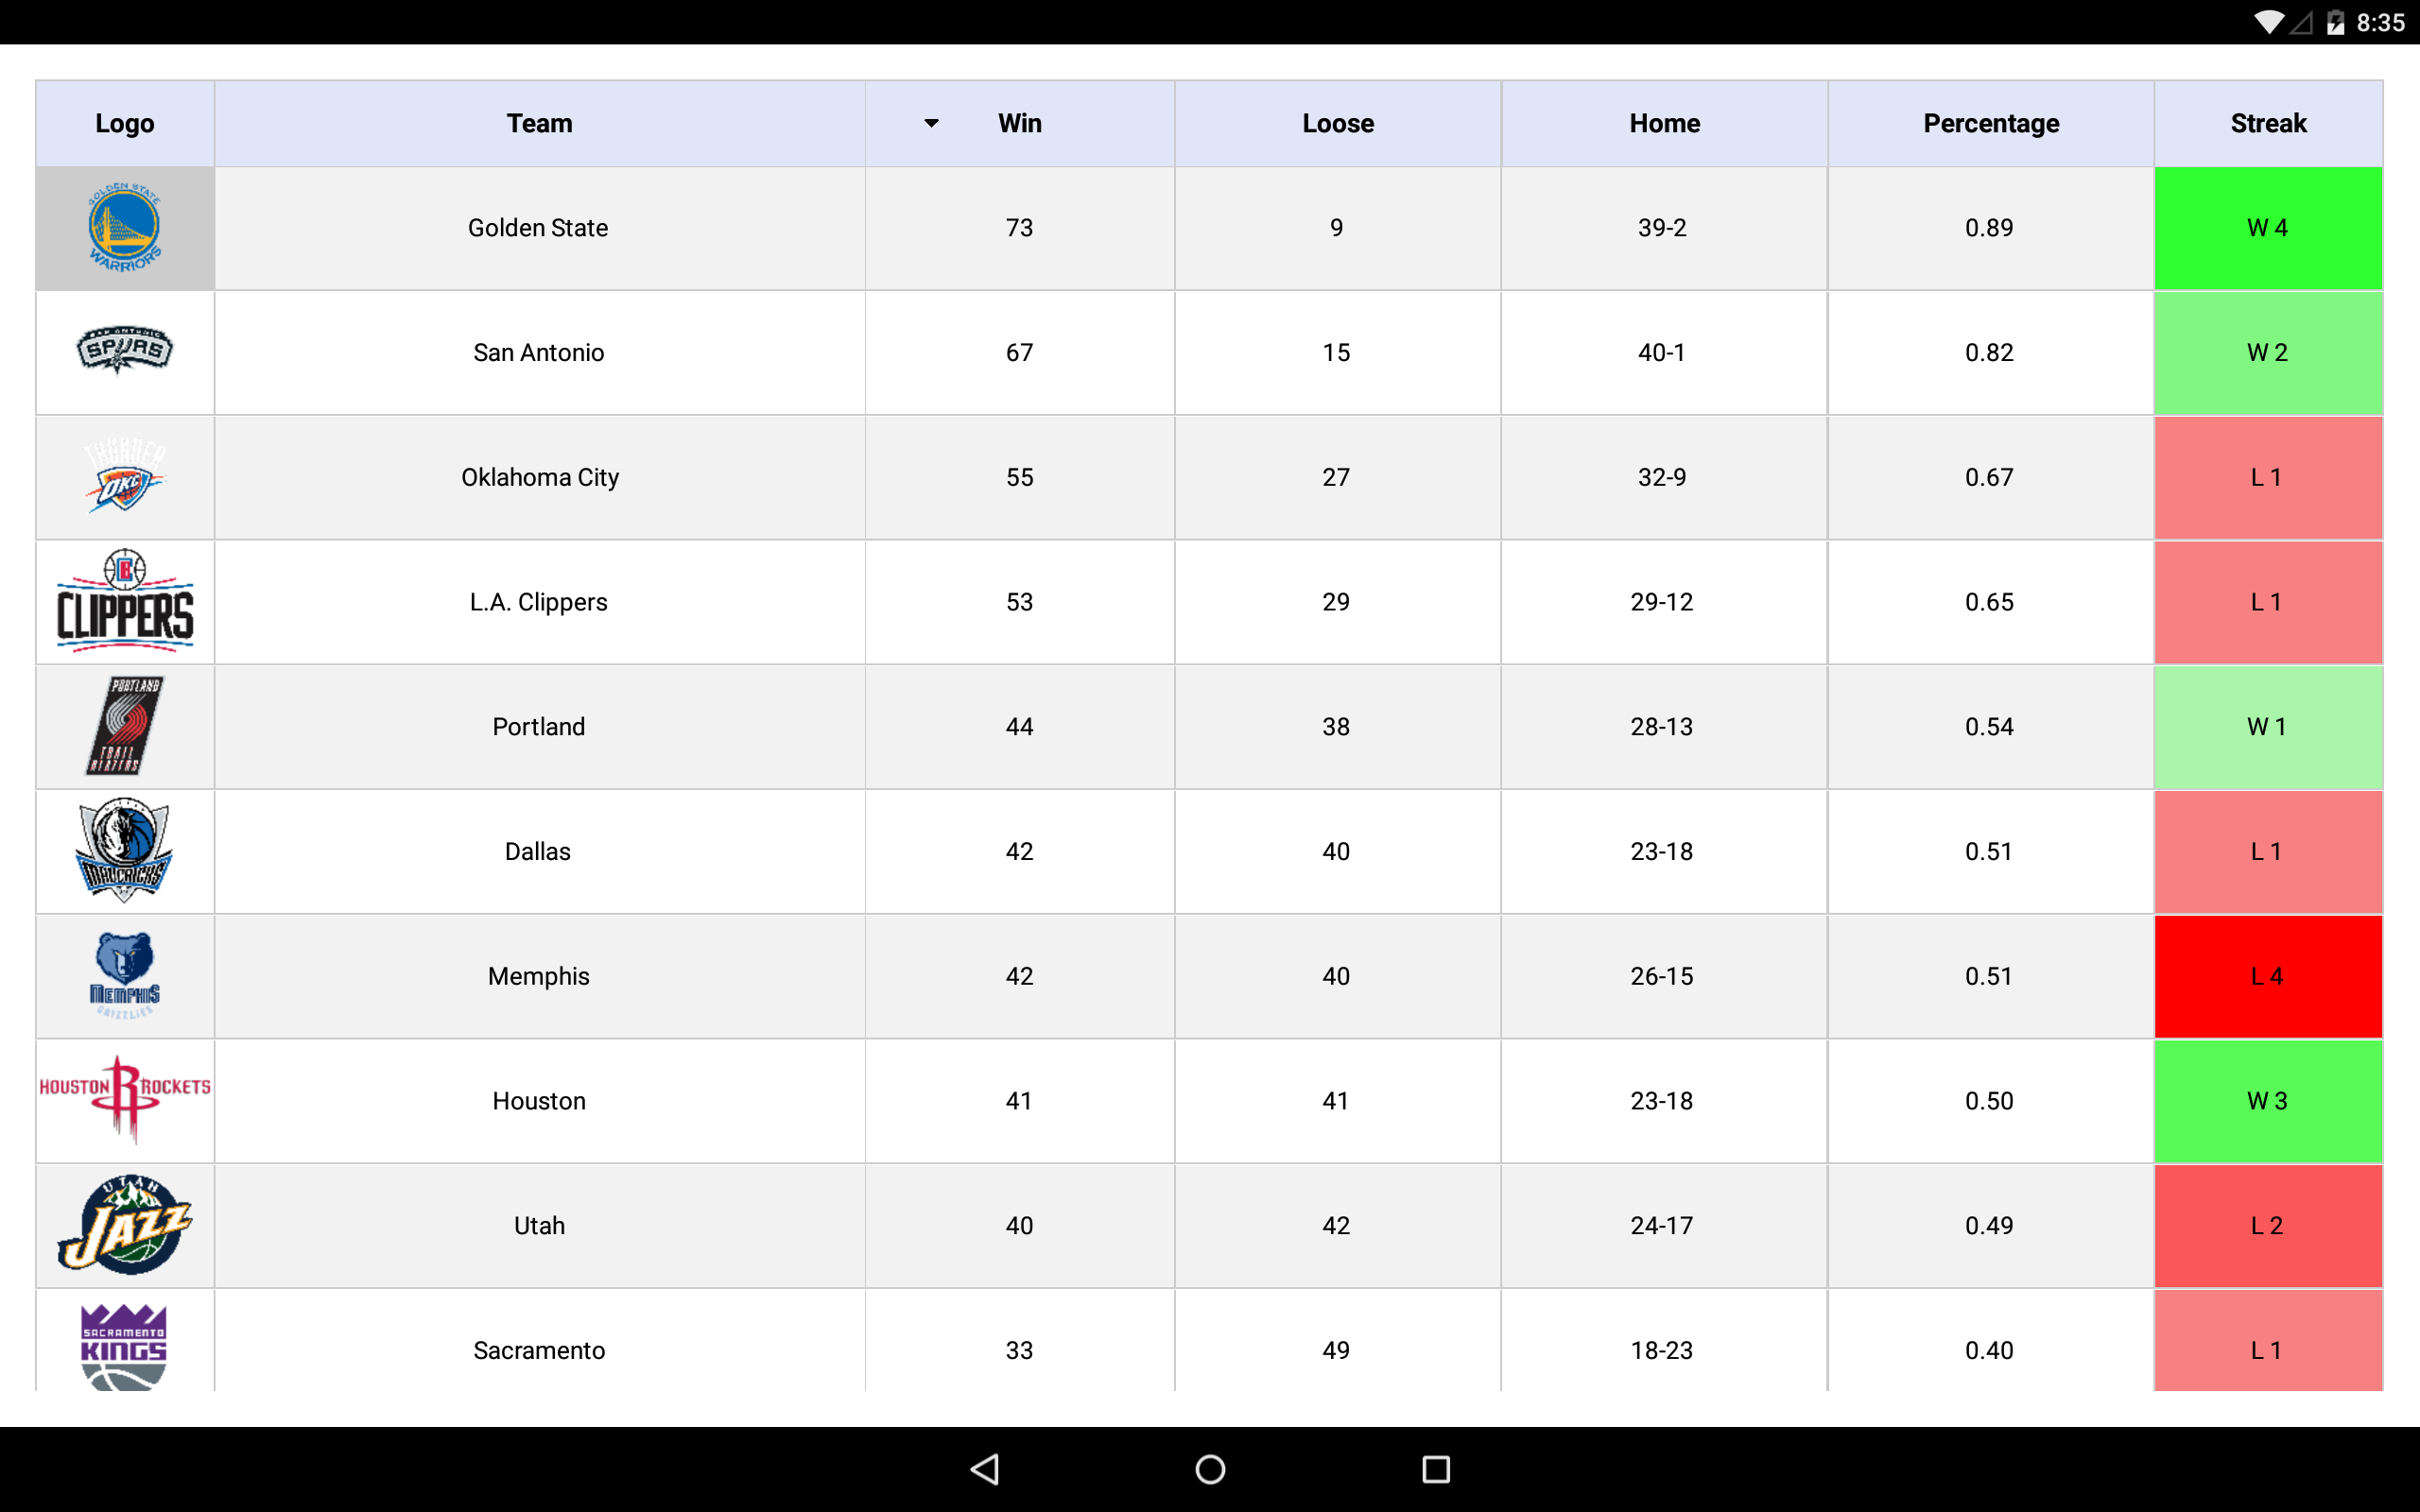 8:35
Logo Team Win Loose Home Percentage Streak
GOLDEN STATE WARRIORS Golden State 73 9 39-2 0.89 W 4
SAN ANTONIO SPURS San Antonio 67 15 40-1 0.82 W 2
THUNDER OKC Oklahoma City 55 27 32-9 0.67 L 1
CLIPPERS L.A. Clippers 53 29 29-12 0.65 L 1
PORTLAND TRAIL BLAZERS Portland 44 38 28-13 0.54 W 1
MAVERICKS Dallas 42 40 23-18 0.51 L 1
MEMPHIS GRIZZLIES Memphis 42 40 26-15 0.51 L 4
HOUSTON R ROCKETS Houston 41 41 23-18 0.50 W 3
UTAH JAZZ Utah 40 42 24-17 0.49 L 2
SACRAMENTO KINGS Sacramento 33 49 18-23 0.40 L 1